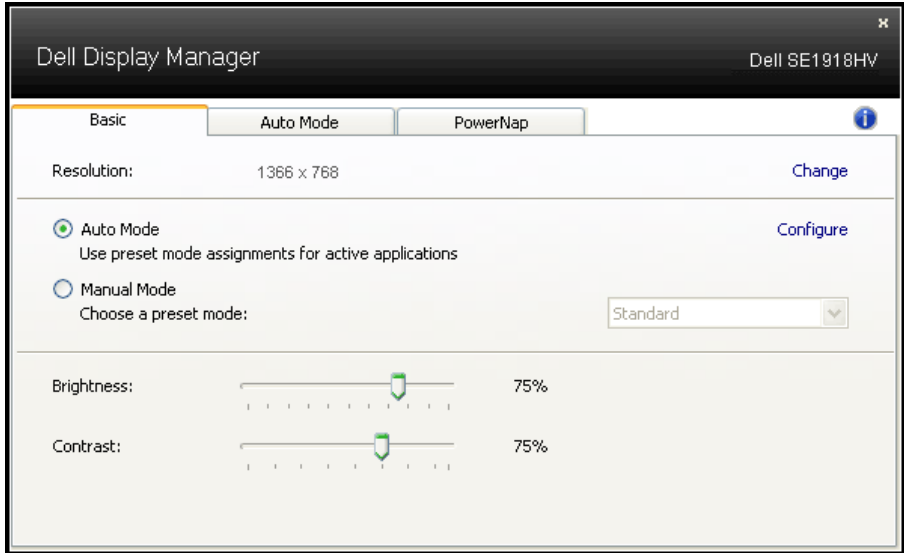 x
Dell Display Manager
Dell SE1918HV
Basic
Auto Mode
PowerNap
i
Resolution:
1366 x 768
Change
Auto Mode
Configure
Use preset mode assignments for active applications
Manual Mode
Choose a preset mode:
Standard
Brightness:
75%
Contrast:
75%